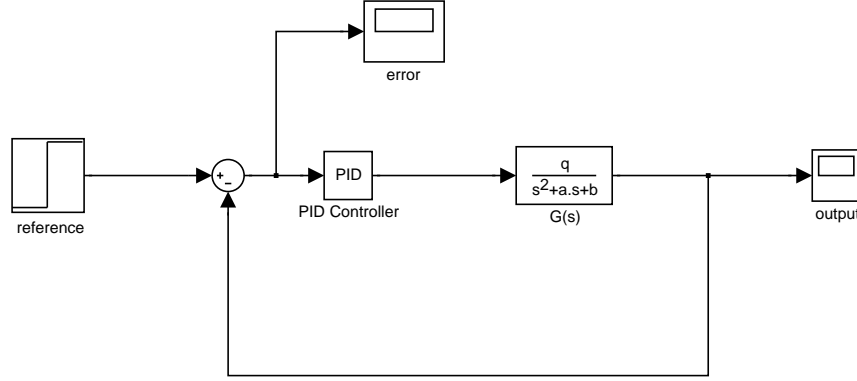 error
reference
+
−
PID
PID Controller
q
s²+a.s+b
G(s)
output